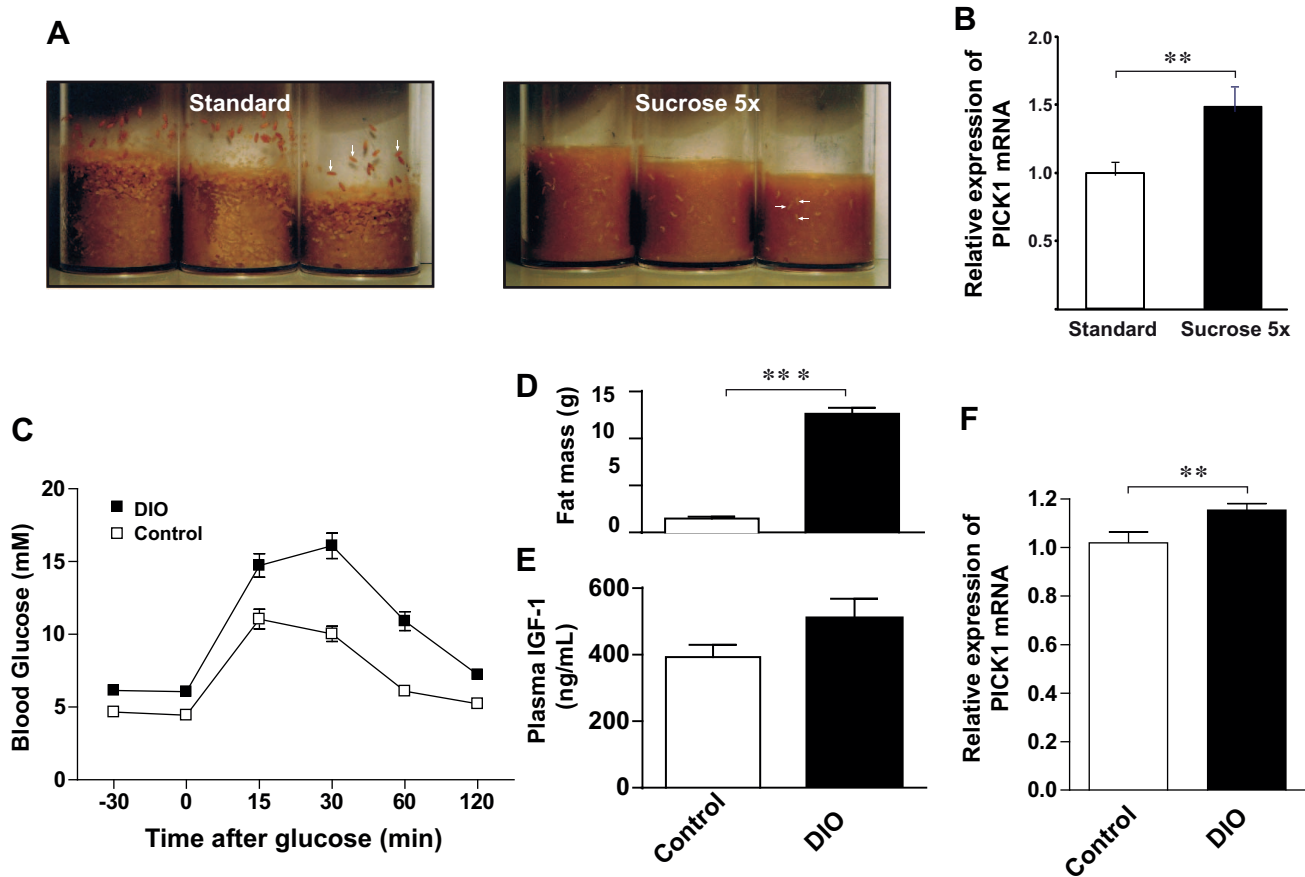 A
Standard
Sucrose 5x
B
Relative expression of
PICK1 mRNA
2.0
1.5
1.0
0.5
**
Standard
Sucrose 5x
C
Blood Glucose (mM)
20
15
10
5
0
DIO
Control
-30 0 15 30 60 120
Time after glucose (min)
D
Fat mass (g)
15
10
5
0
** *
E
Plasma IGF-1
(ng/mL)
600
400
200
0
Control
DIO
F
Relative expression of
PICK1 mRNA
1.2
1.0
0.8
0.6
0.4
0.2
0.0
**
Control
DIO